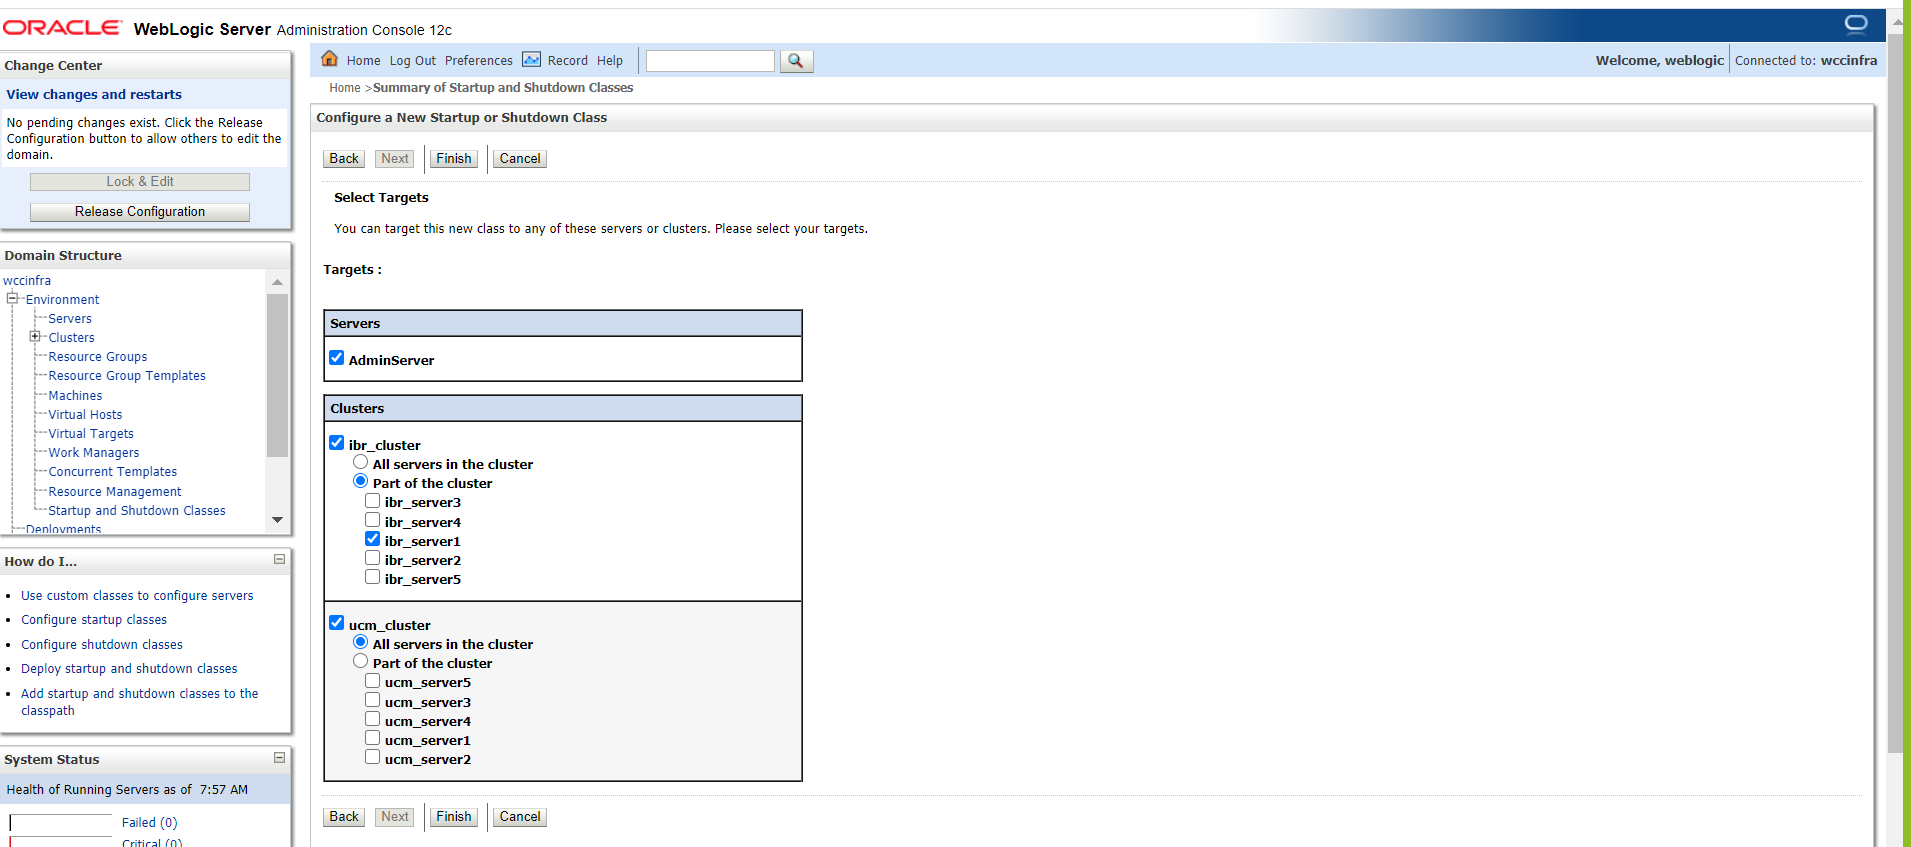 ORACLE WebLogic Server Administration Console 12c
Change Center
View changes and restarts
No pending changes exist. Click the Release
Configuration button to allow others to edit the
domain.
Lock & Edit
Release Configuration
Domain Structure
wccinfra
Environment
Servers
Clusters
Resource Groups
Resource Group Templates
Machines
Virtual Hosts
Virtual Targets
Work Managers
Concurrent Templates
Resource Management
Startup and Shutdown Classes
Deployments
How do I...
Use custom classes to configure servers
Configure startup classes
Configure shutdown classes
Deploy startup and shutdown classes
Add startup and shutdown classes to the
classpath
System Status
Health of Running Servers as of 7:57 AM
Failed (0)
Critical (0)
Home Log Out Preferences Record Help
Welcome, weblogic Connected to: wccinfra
Home >Summary of Startup and Shutdown Classes
Configure a New Startup or Shutdown Class
Back Next Finish Cancel
Select Targets
You can target this new class to any of these servers or clusters. Please select your targets.
Targets :
Servers
AdminServer
Clusters
ibr_cluster
All servers in the cluster
Part of the cluster
ibr_server3
ibr_server4
ibr_server1
ibr_server2
ibr_server5
ucm_cluster
All servers in the cluster
Part of the cluster
ucm_server5
ucm_server3
ucm_server4
ucm_server1
ucm_server2
Back Next Finish Cancel